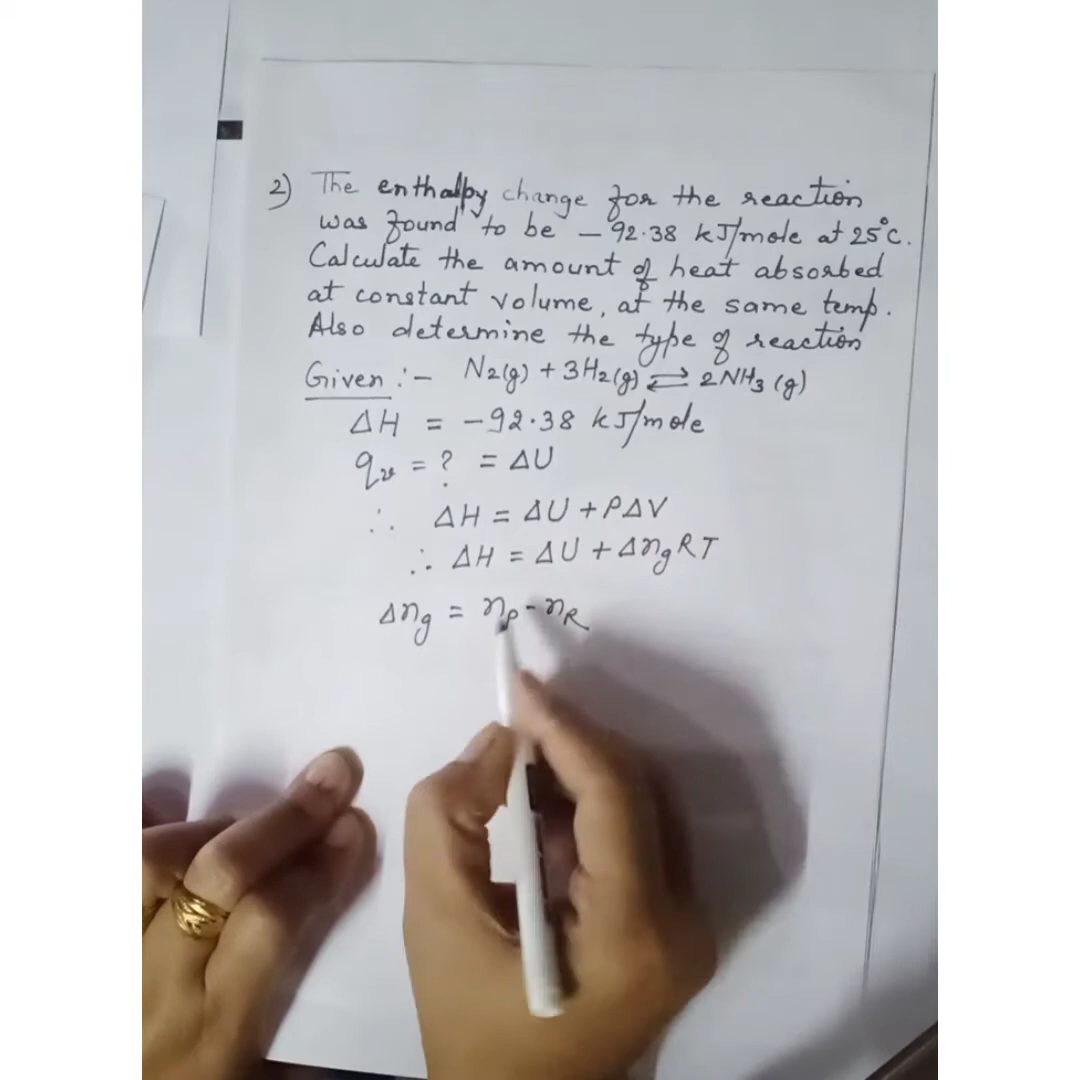 2) The enthalpy change for the reaction
was found to be -92.38 kJ/mole at 25°C.
Calculate the amount of heat absorbed
at constant volume, at the same temp.
Also determine the type of reaction
Given :- N2(g) + 3H2(g) ⇌ 2NH3 (g)
ΔH = -92.38 kJ/mole
qv = ? = ΔU
∴ ΔH = ΔU + PΔV
∴ ΔH = ΔU + ΔngRT
Δng = nP - nR